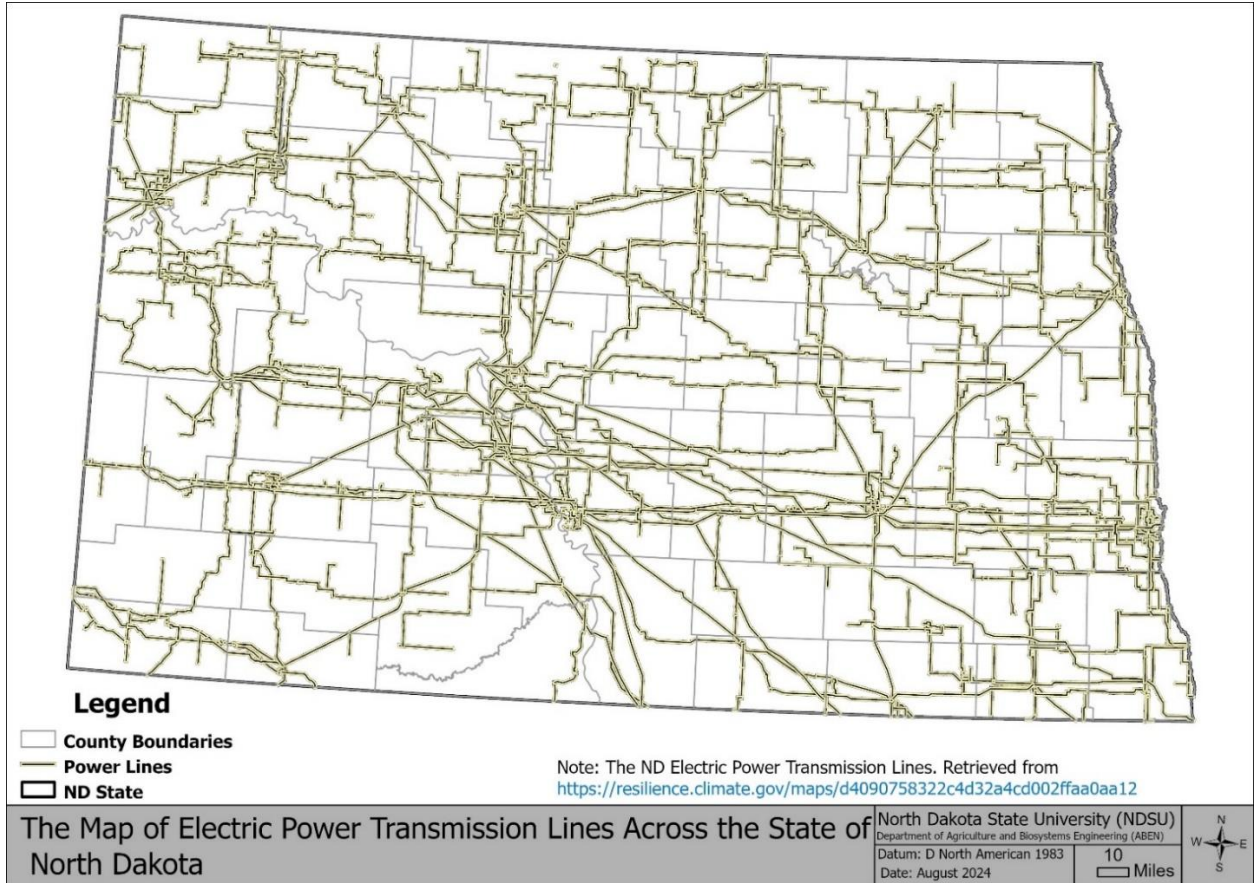 Legend
County Boundaries
Power Lines
ND State
Note: The ND Electric Power Transmission Lines. Retrieved from
https://resilience.climate.gov/maps/d4090758322c4d32a4cd002ffaa0aa12
The Map of Electric Power Transmission Lines Across the State of
North Dakota
North Dakota State University (NDSU)
Department of Agriculture and Biosystems Engineering (ABEN)
Datum: D North American 1983
Date: August 2024
10
Miles
N
W E
S